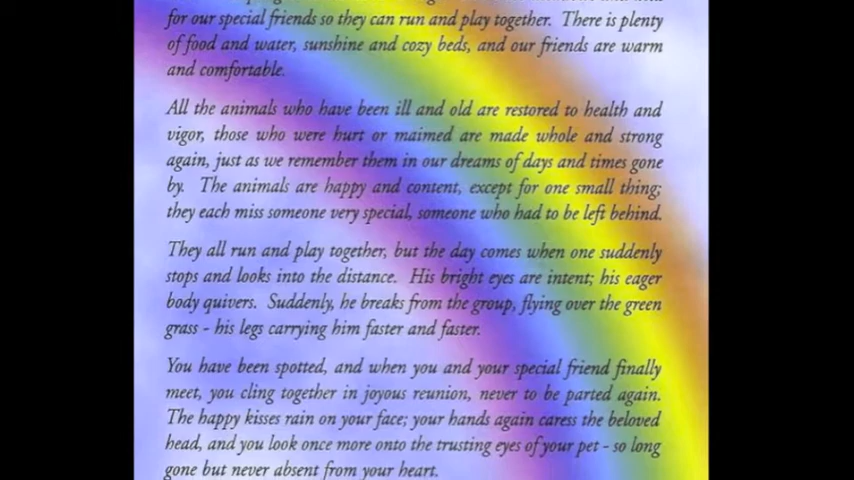 for our special friends so they can run and play together. There is plenty
of food and water, sunshine and cozy beds, and our friends are warm
and comfortable.
All the animals who have been ill and old are restored to health and
vigor, those who were hurt or maimed are made whole and strong
again, just as we remember them in our dreams of days and times gone
by. The animals are happy and content, except for one small thing;
they each miss someone very special, someone who had to be left behind.
They all run and play together, but the day comes when one suddenly
stops and looks into the distance. His bright eyes are intent; his eager
body quivers. Suddenly, he breaks from the group, flying over the green
grass - his legs carrying him faster and faster.
You have been spotted, and when you and your special friend finally
meet, you cling together in joyous reunion, never to be parted again.
The happy kisses rain on your face; your hands again caress the beloved
head, and you look once more onto the trusting eyes of your pet - so long
gone but never absent from your heart.